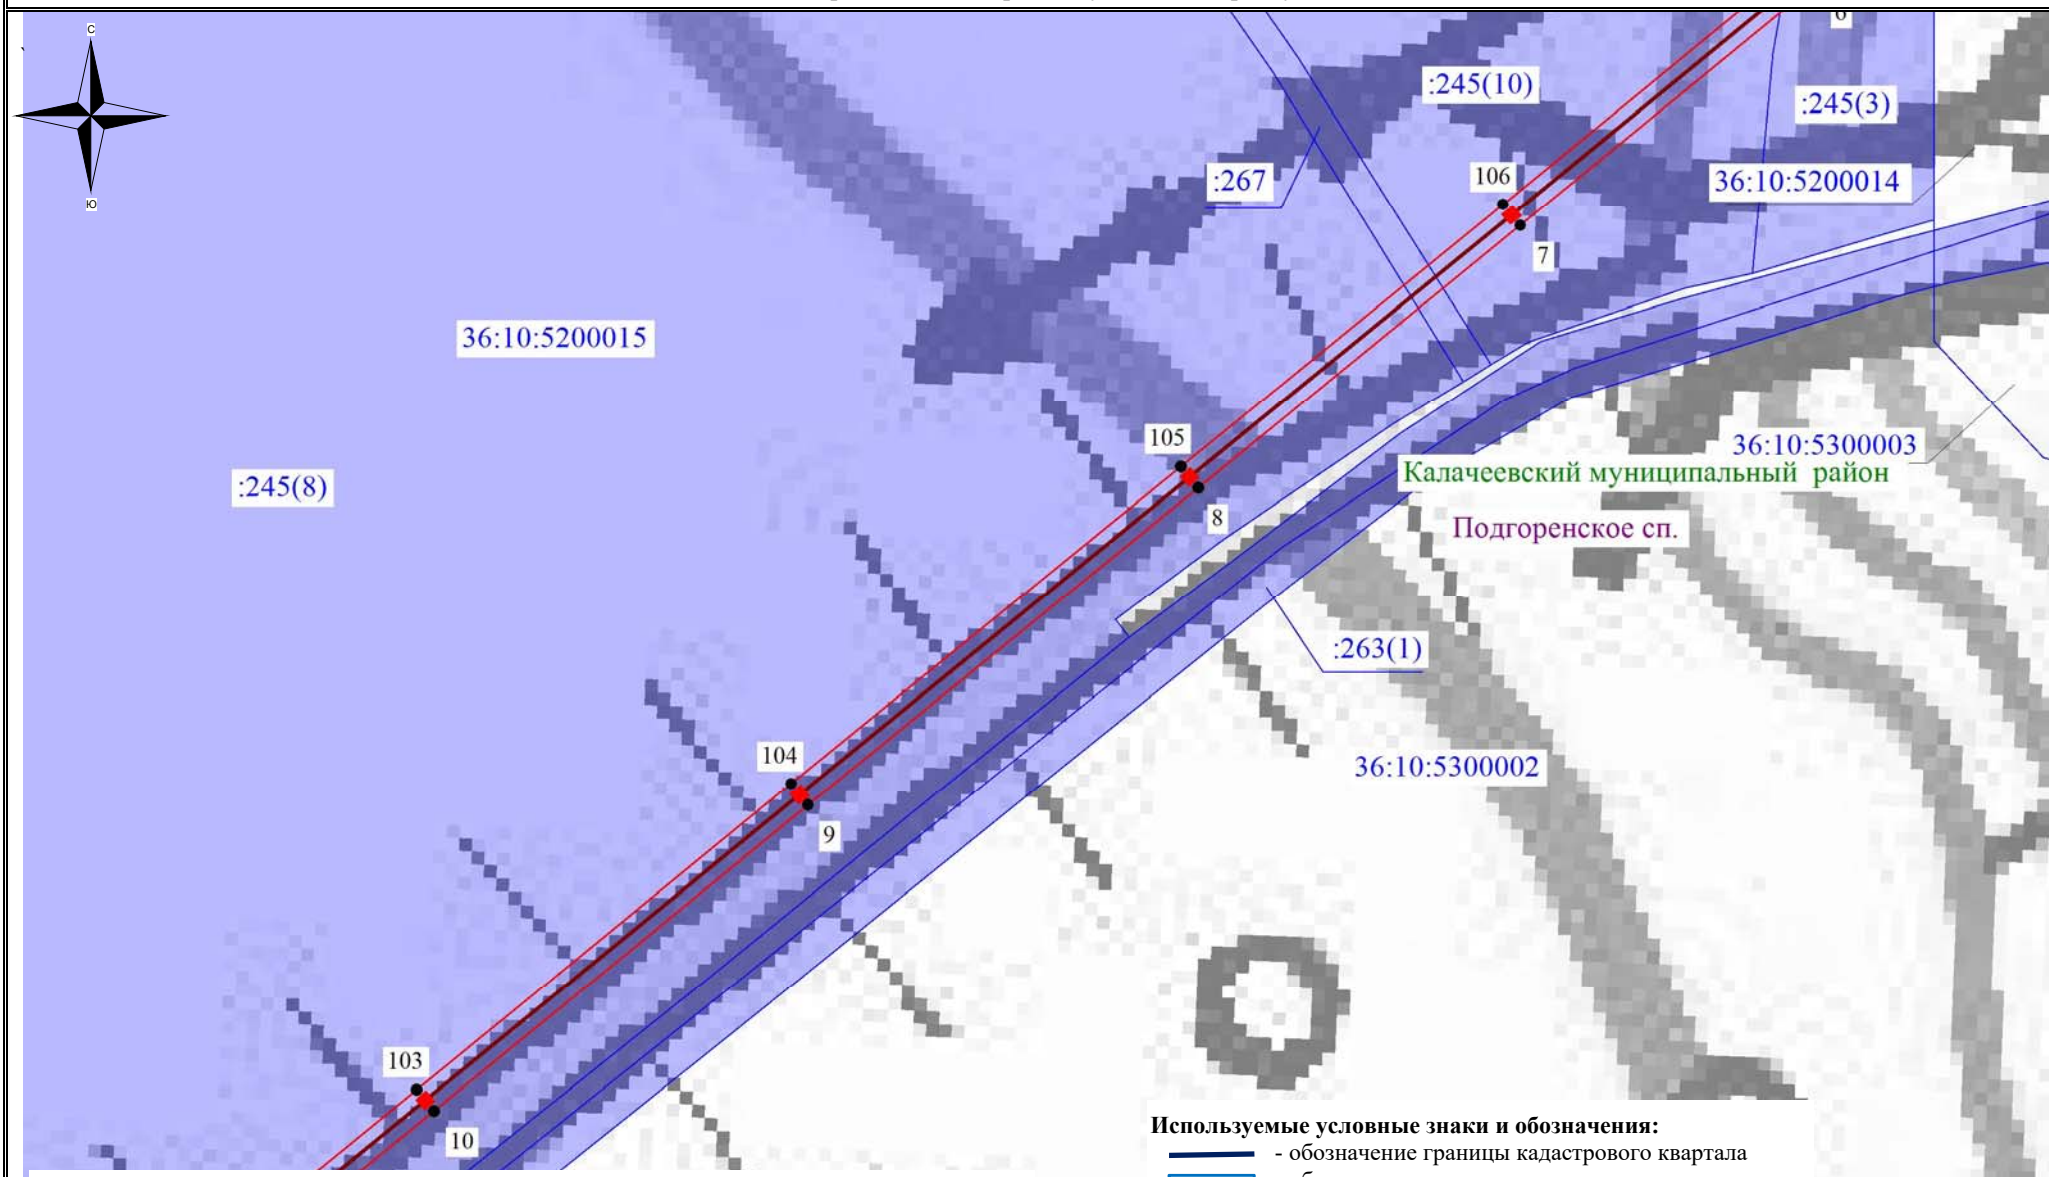 С
Ю
:245(10)
:245(3)
:267
106
36:10:5200014
7
36:10:5200015
105
36:10:5300003
Калачеевский муниципальный район
:245(8)
8
Подгоренское сп.
:263(1)
104
36:10:5300002
9
103
10
Используемые условные знаки и обозначения:
- обозначение границы кадастрового квартала